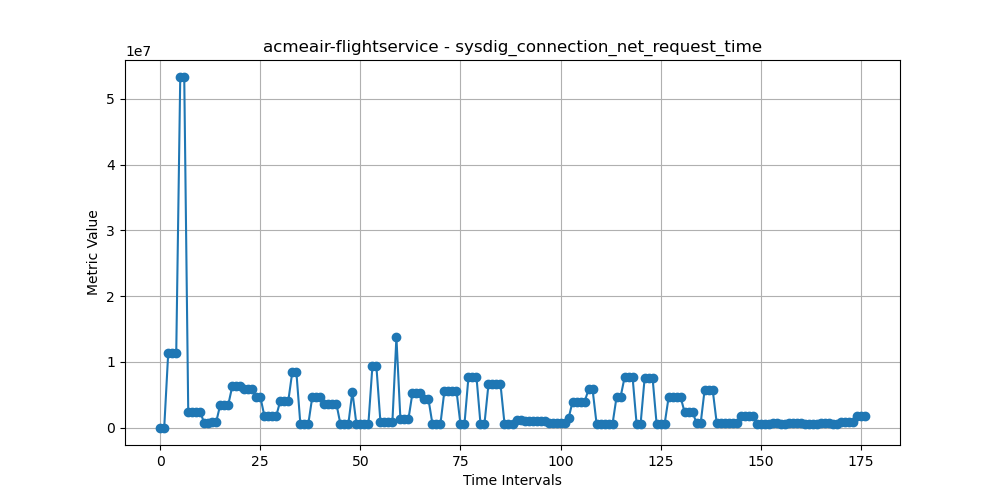 acmeair-flightservice - sysdig_connection_net_request_time
1e7
5
4
3
2
1
0
Metric Value
0 25 50 75 100 125 150 175
Time Intervals